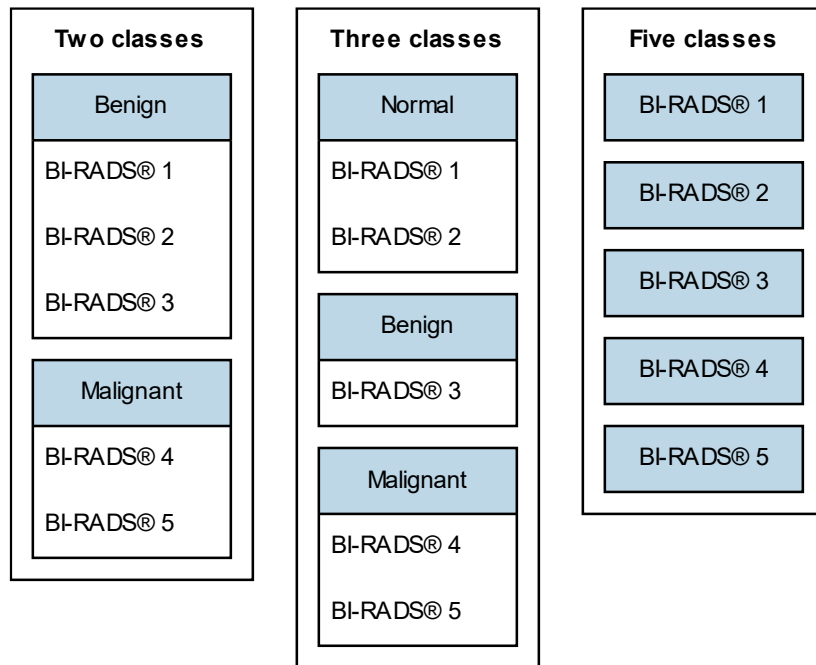 Two classes
Benign
BI-RADS® 1
BI-RADS® 2
BI-RADS® 3
Malignant
BI-RADS® 4
BI-RADS® 5
Three classes
Normal
BI-RADS® 1
BI-RADS® 2
Benign
BI-RADS® 3
Malignant
BI-RADS® 4
BI-RADS® 5
Five classes
BI-RADS® 1
BI-RADS® 2
BI-RADS® 3
BI-RADS® 4
BI-RADS® 5